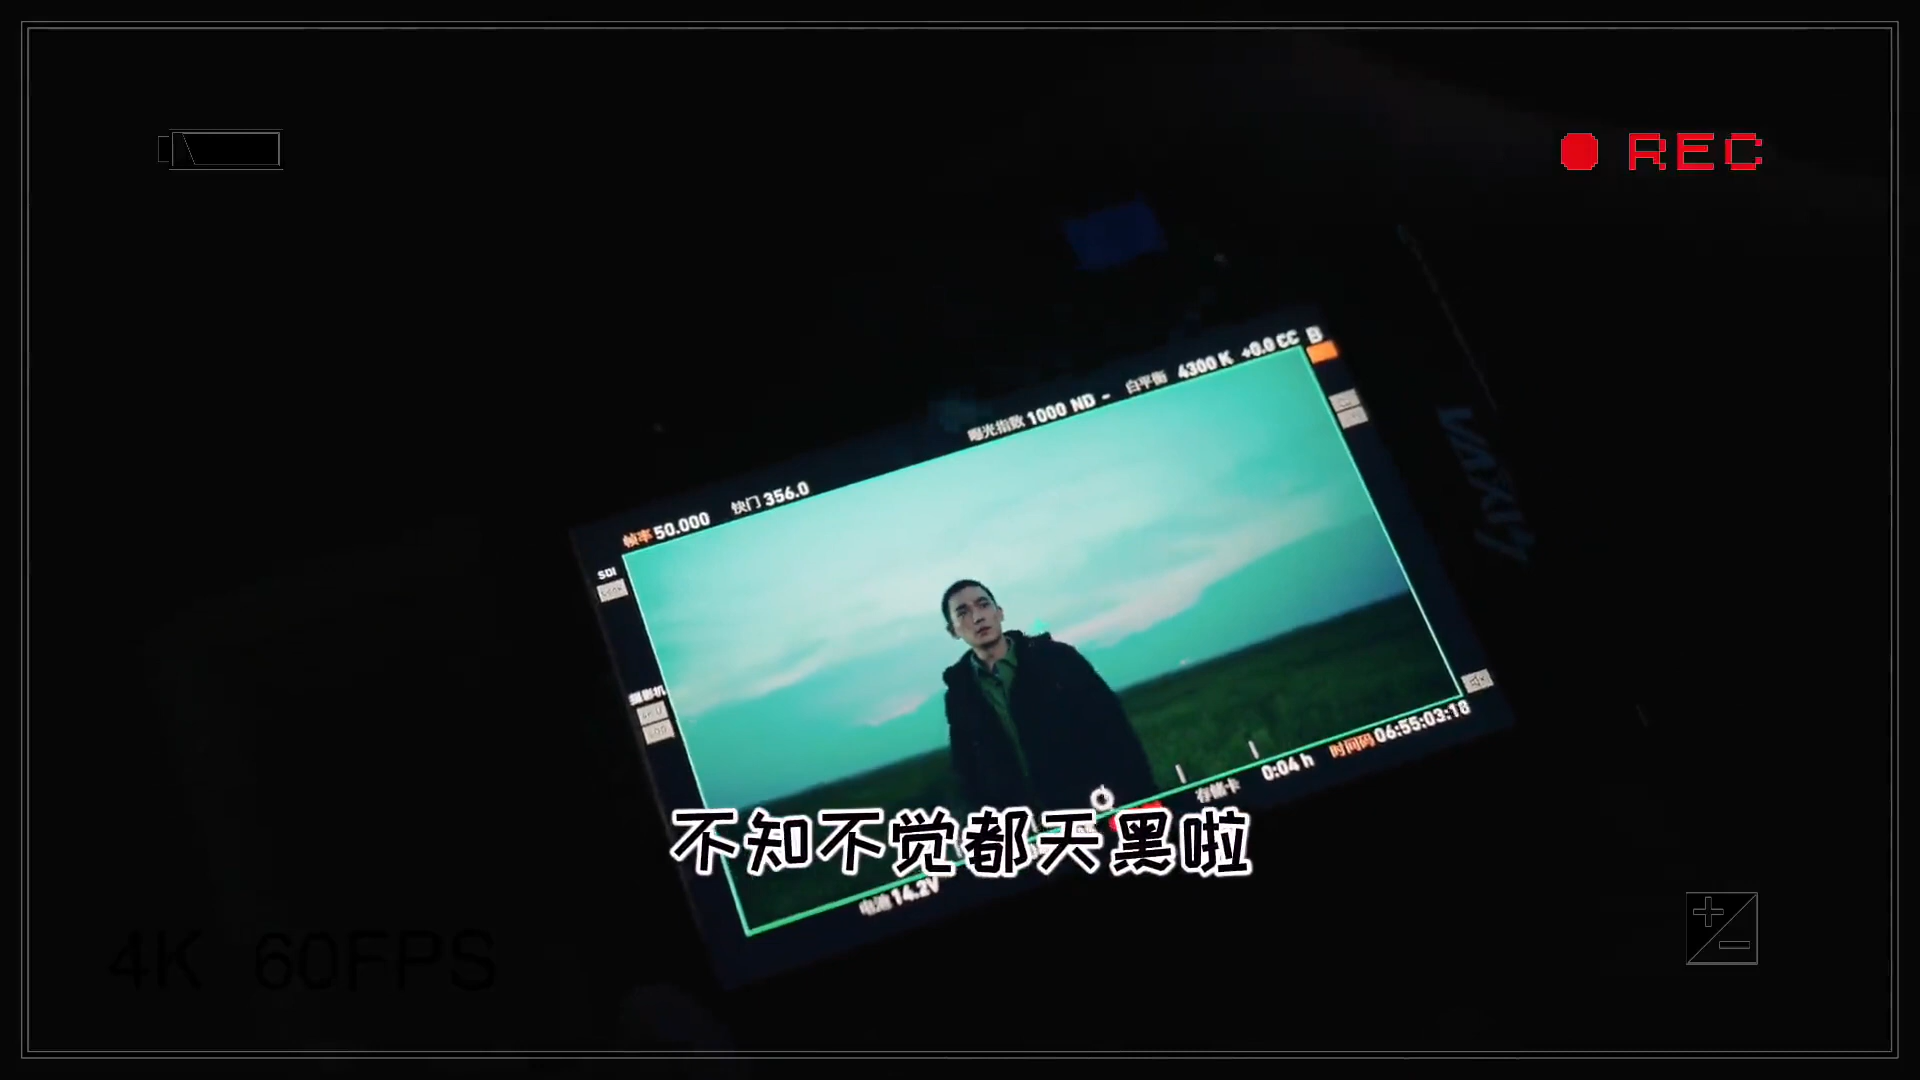 REC
曝光指数 1000 ND - 白平衡 4300 K +0.0 CC B
帧率 50.000 快门 356.0
SDI
摄影机
LOG
存储卡 0:04 h 时间码 06:55:03:18
不知不觉都天黑啦
电池 14.2V
4K 60FPS